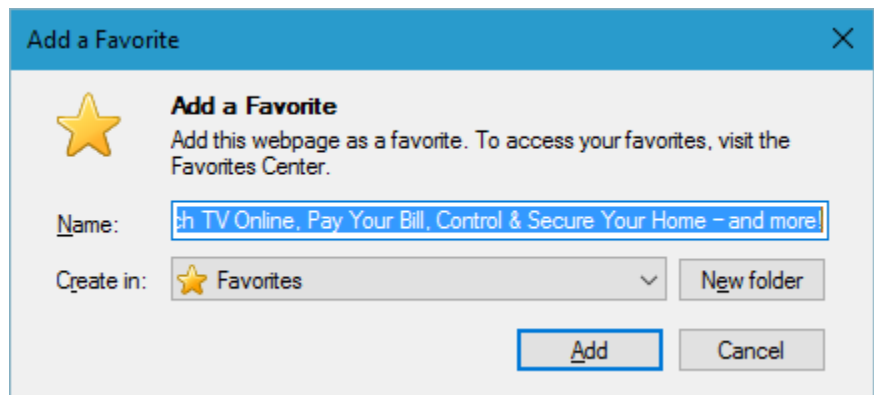 Add a Favorite
Add a Favorite
Add this webpage as a favorite. To access your favorites, visit the
Favorites Center.
Name: ch TV Online, Pay Your Bill, Control & Secure Your Home – and more!
Create in: Favorites New folder
Add Cancel